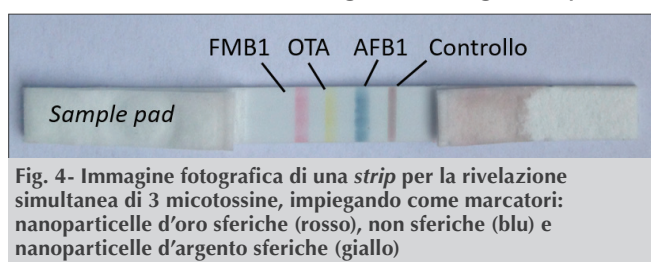 FMB1 OTA AFB1 Controllo
Sample pad
Fig. 4- Immagine fotografica di una strip per la rivelazione
simultanea di 3 micotossine, impiegando come marcatori:
nanoparticelle d'oro sferiche (rosso), non sferiche (blu) e
nanoparticelle d'argento sferiche (giallo)